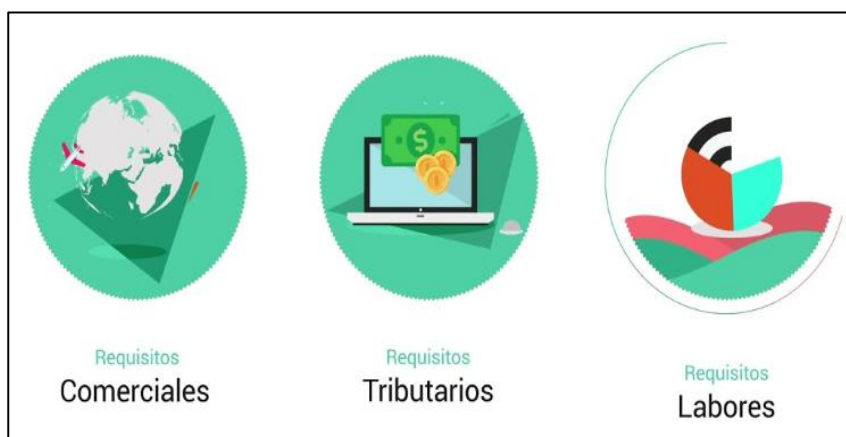 Requisitos
Comerciales
Requisitos
Tributarios
Requisitos
Labores